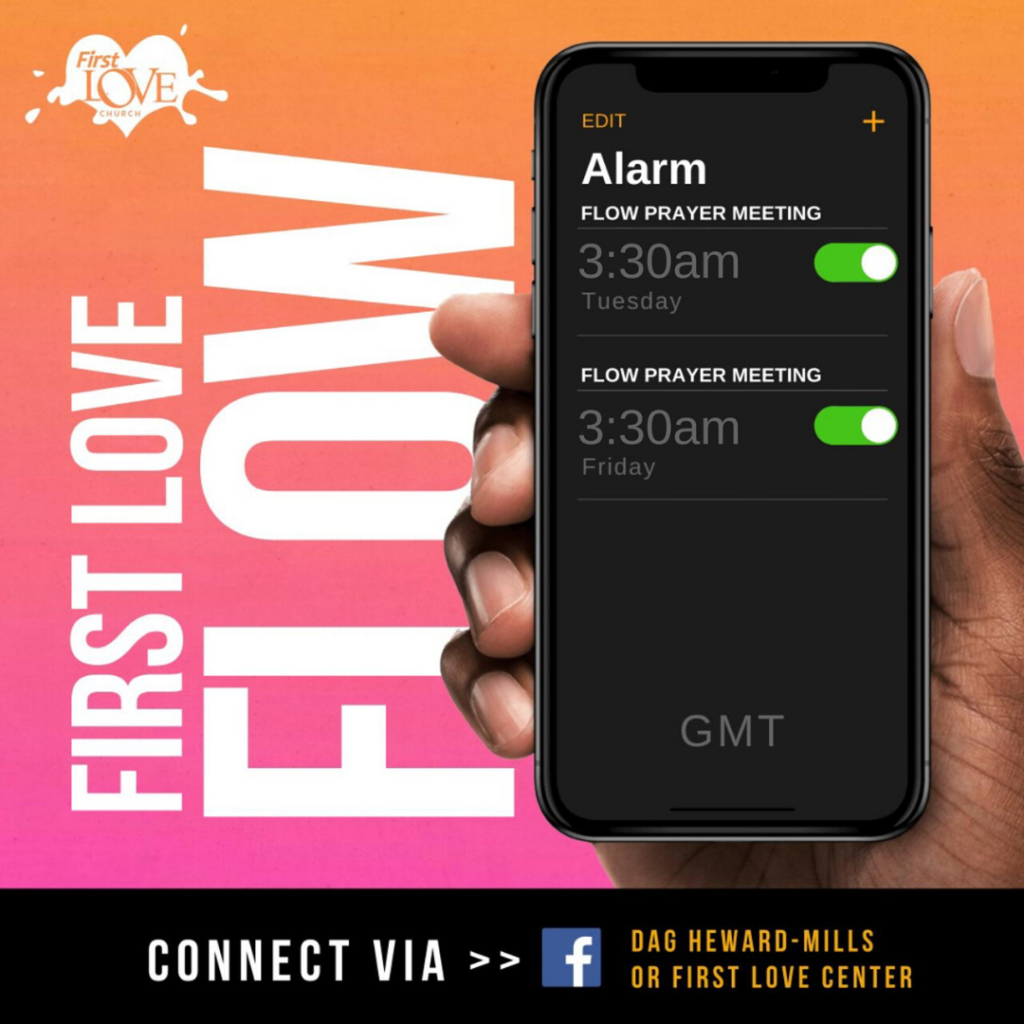 First
LOVE
CHURCH
FIRST LOVE
FLOW
EDIT
+
Alarm
FLOW PRAYER MEETING
3:30am
Tuesday
FLOW PRAYER MEETING
3:30am
Friday
GMT
CONNECT VIA >>
f
DAG HEWARD-MILLS
OR FIRST LOVE CENTER